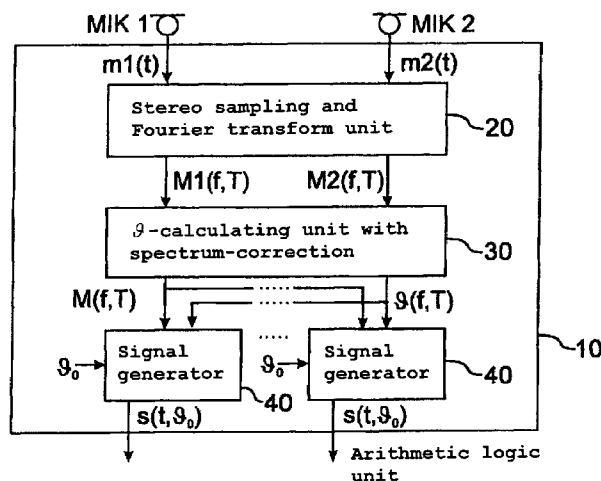 MIK 1
MIK 2
m1(t)
m2(t)
Stereo sampling and
Fourier transform unit
20
M1(f,T)
M2(f,T)
ϑ-calculating unit with
spectrum-correction
30
M(f,T)
ϑ(f,T)
Signal
generator
Signal
generator
ϑ₀
ϑ₀
40
40
10
s(t,ϑ₀)
s(t,ϑ₀)
Arithmetic logic
unit